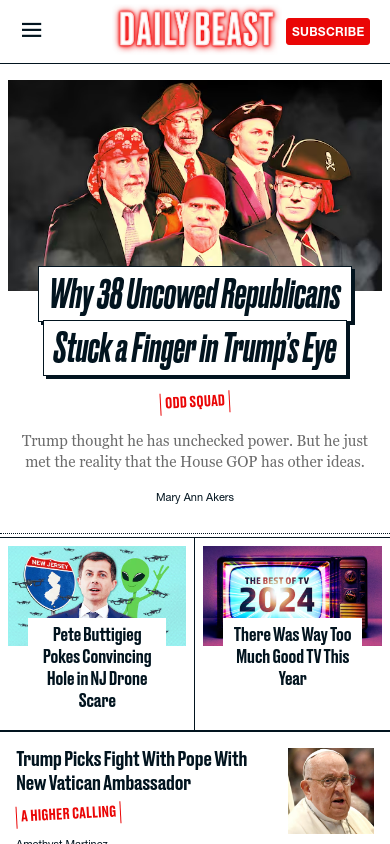 DAILY BEAST
SUBSCRIBE
Why 38 Uncowed Republicans
Stuck a Finger in Trump's Eye
ODD SQUAD
Trump thought he has unchecked power. But he just
met the reality that the House GOP has other ideas.
Mary Ann Akers
NEW JERSEY
Pete Buttigieg
Pokes Convincing
Hole in NJ Drone
Scare
THE BEST OF TV
2024
There Was Way Too
Much Good TV This
Year
Trump Picks Fight With Pope With
New Vatican Ambassador
A HIGHER CALLING
Amethyst Martinez